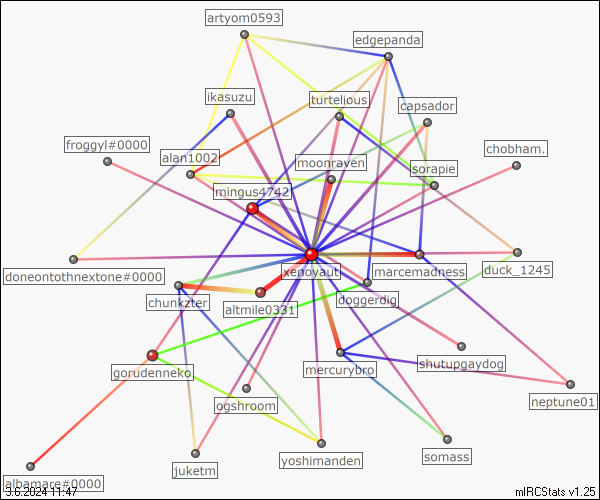 artyom0593
edgepanda
ikasuzu
turtelious
capsador
froggyl#0000
chobham.
alan1002
moonraven
sorapie
mingus4742
doneontothnextone#0000
xenoyaut
marcemadness
duck_1245
chunkzter
doggerdig
altmile0331
gorudenneko
mercurybro
shutupgaydog
ogshroom
neptune01
yoshimanden
somass
juketm
albamare#0000
3.6.2024 11:47
mIRCStats v1.25